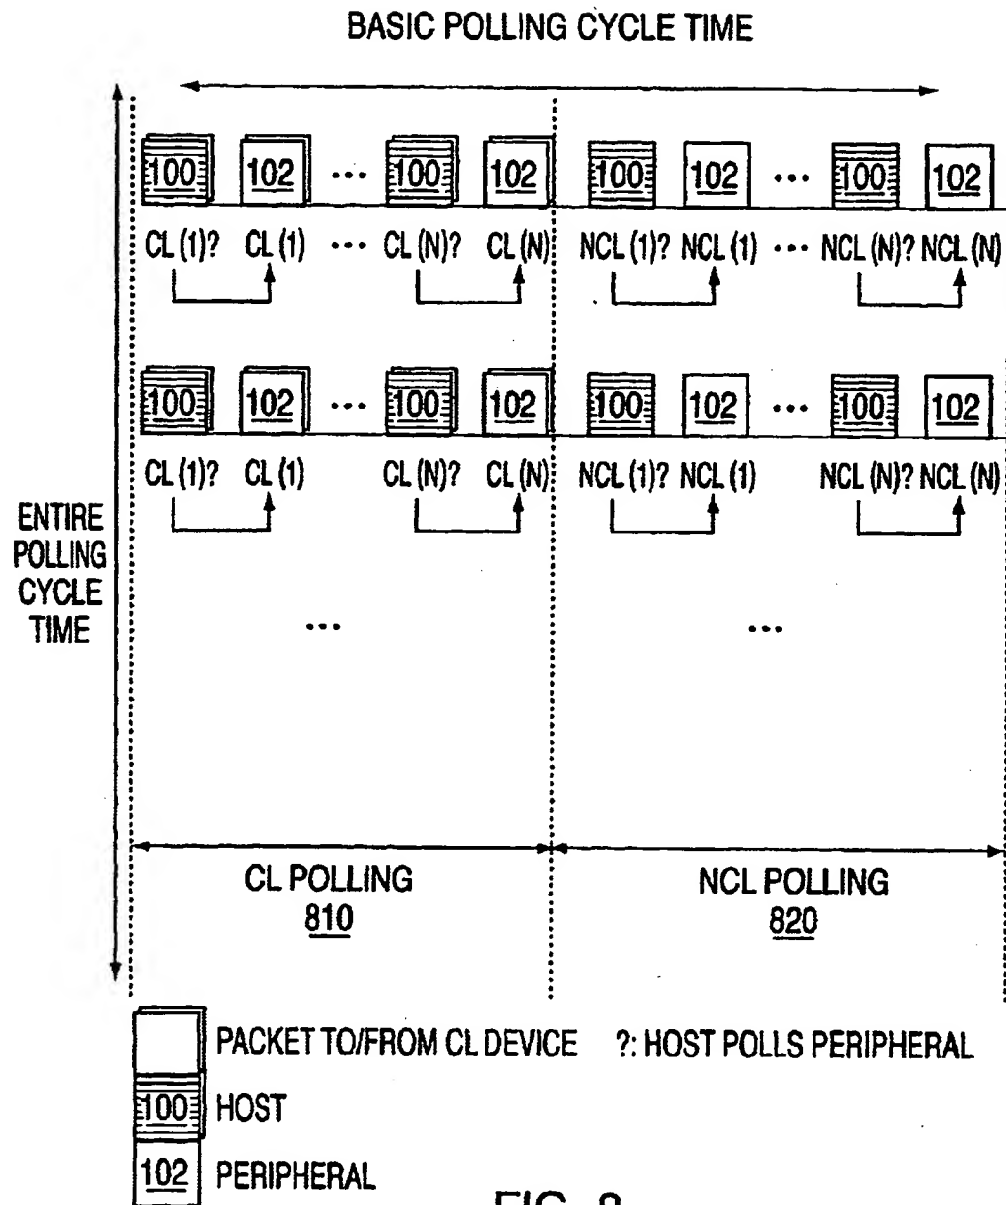 BASIC POLLING CYCLE TIME
100 102 ... 100 102 100 102 ... 100 102
CL (1)? CL (1) ... CL (N)? CL (N) NCL (1)? NCL (1) ... NCL (N)? NCL (N)
100 102 ... 100 102 100 102 ... 100 102
CL (1)? CL (1) CL (N)? CL (N) NCL (1)? NCL (1) NCL (N)? NCL (N)
ENTIRE
POLLING
CYCLE
TIME
... ...
CL POLLING
810
NCL POLLING
820
PACKET TO/FROM CL DEVICE ?: HOST POLLS PERIPHERAL
100 HOST
102 PERIPHERAL